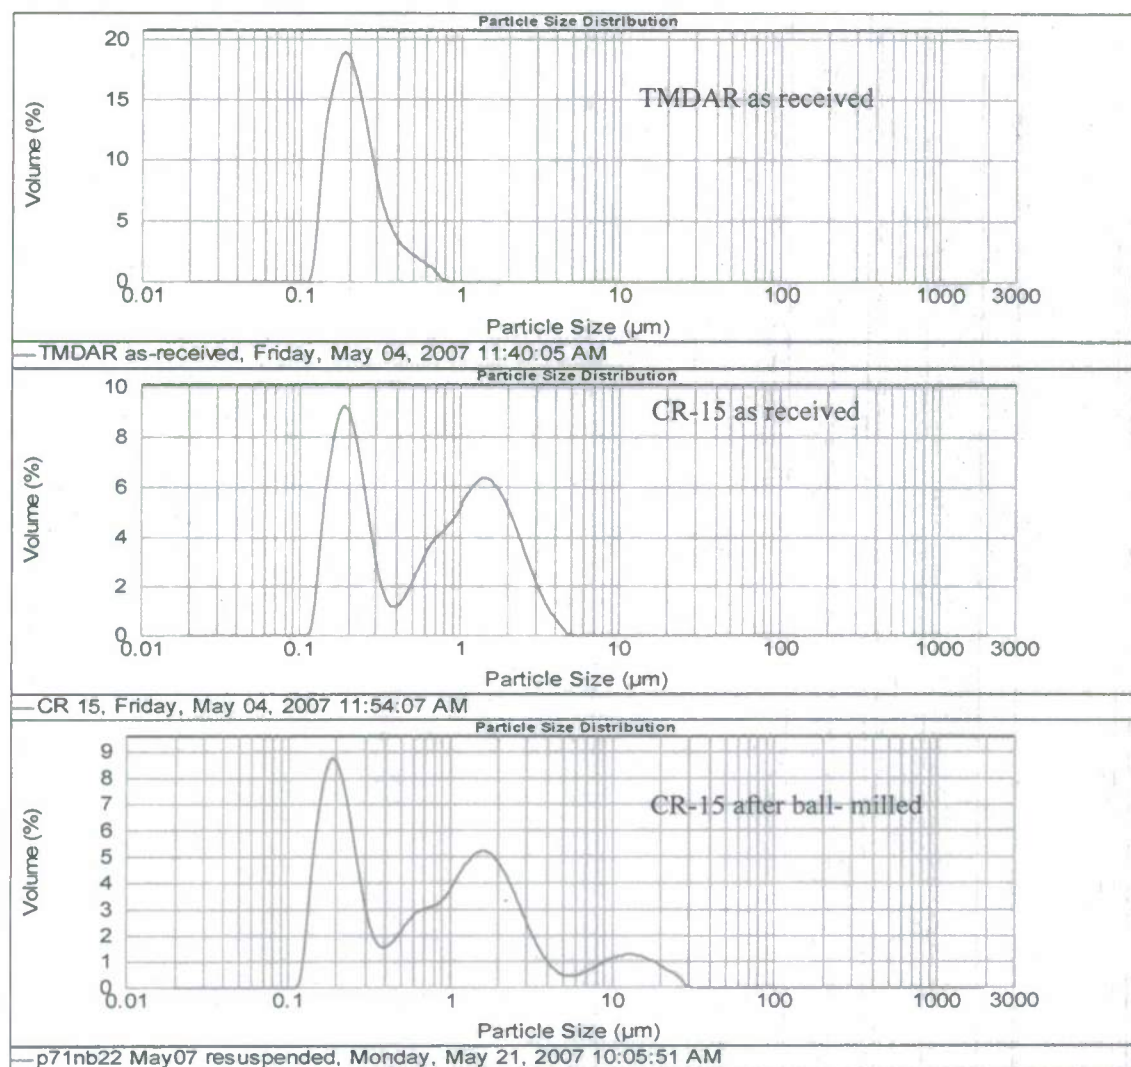 Particle Size Distribution
20
15
10
5
0
Volume (%)
TMDAR as received
0.01 0.1 1 10 100 1000 3000
Particle Size (µm)
TMDAR as-received, Friday, May 04, 2007 11:40:05 AM
Particle Size Distribution
10
8
6
4
2
0
Volume (%)
CR-15 as received
0.01 0.1 1 10 100 1000 3000
Particle Size (µm)
CR 15, Friday, May 04, 2007 11:54:07 AM
Particle Size Distribution
9
8
7
6
5
4
3
2
1
0
Volume (%)
CR-15 after ball- milled
0.01 0.1 1 10 100 1000 3000
Particle Size (µm)
p71nb22 May07 resuspended, Monday, May 21, 2007 10:05:51 AM